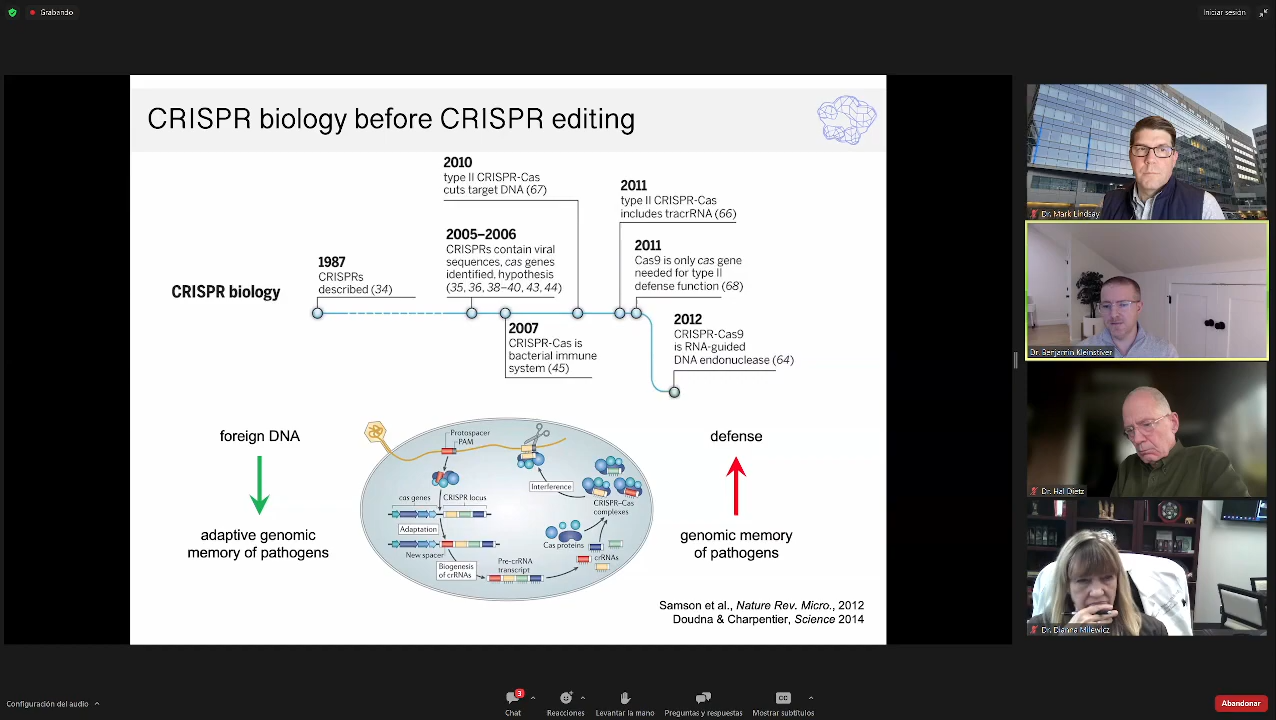 Grabando
Iniciar sesión
CRISPR biology before CRISPR editing
2010
type II CRISPR-Cas
cuts target DNA (67)
2011
type II CRISPR-Cas
includes tracrRNA (66)
2005–2006
CRISPRs contain viral
sequences, cas genes
identified, hypothesis
(35, 36, 38–40, 43, 44)
2011
Cas9 is only cas gene
needed for type II
defense function (68)
1987
CRISPRs
described (34)
CRISPR biology
2007
CRISPR-Cas is
bacterial immune
system (45)
2012
CRISPR-Cas9
is RNA-guided
DNA endonuclease (64)
foreign DNA
adaptive genomic
memory of pathogens
Protospacer
PAM
cas genes
CRISPR locus
Adaptation
New spacer
Biogenesis
of crRNAs
Pre-crRNA
transcript
Interference
CRISPR–Cas
complexes
Cas proteins
crRNAs
defense
genomic memory
of pathogens
Samson et al., Nature Rev. Micro., 2012
Doudna & Charpentier, Science 2014
Dr. Mark Lindsay
Dr. Benjamin Kleinstiver
Dr. Hal Dietz
Dr. Dianna Milewicz
Configuración del audio
3
Chat
Reacciones
Levantar la mano
Preguntas y respuestas
CC
Mostrar subtítulos
Abandonar